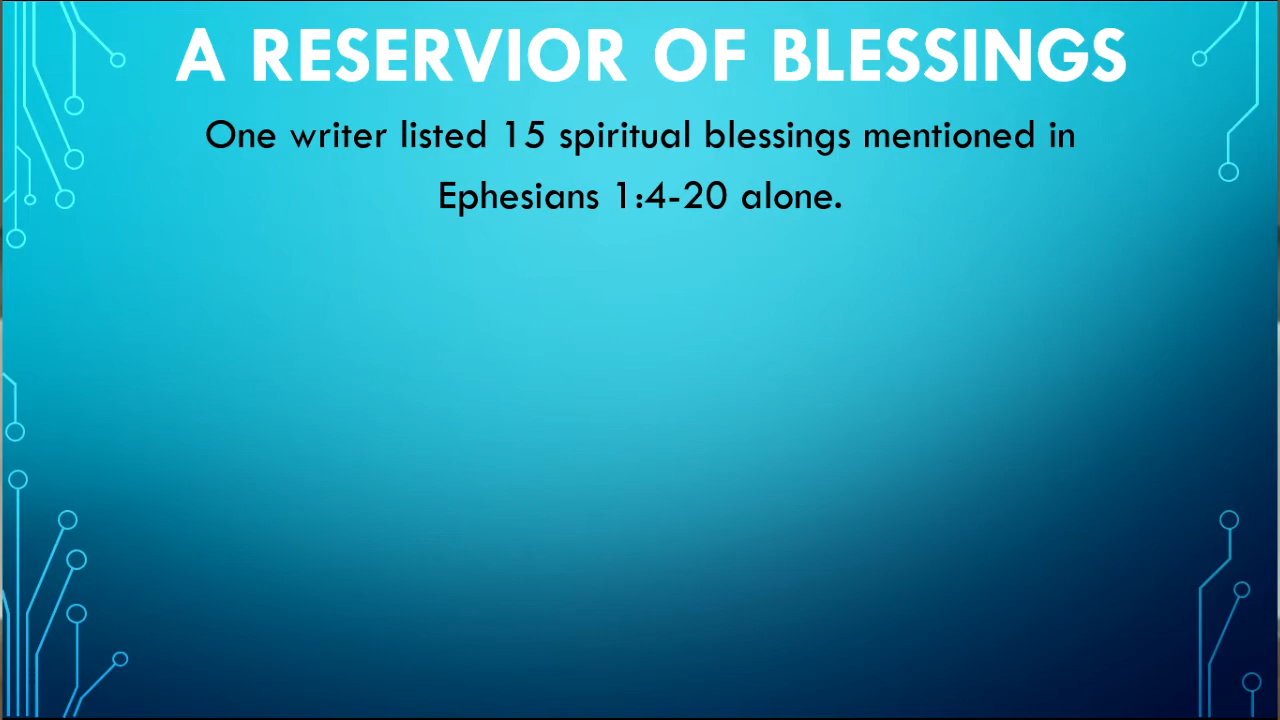 A RESERVIOR OF BLESSINGS
One writer listed 15 spiritual blessings mentioned in
Ephesians 1:4-20 alone.